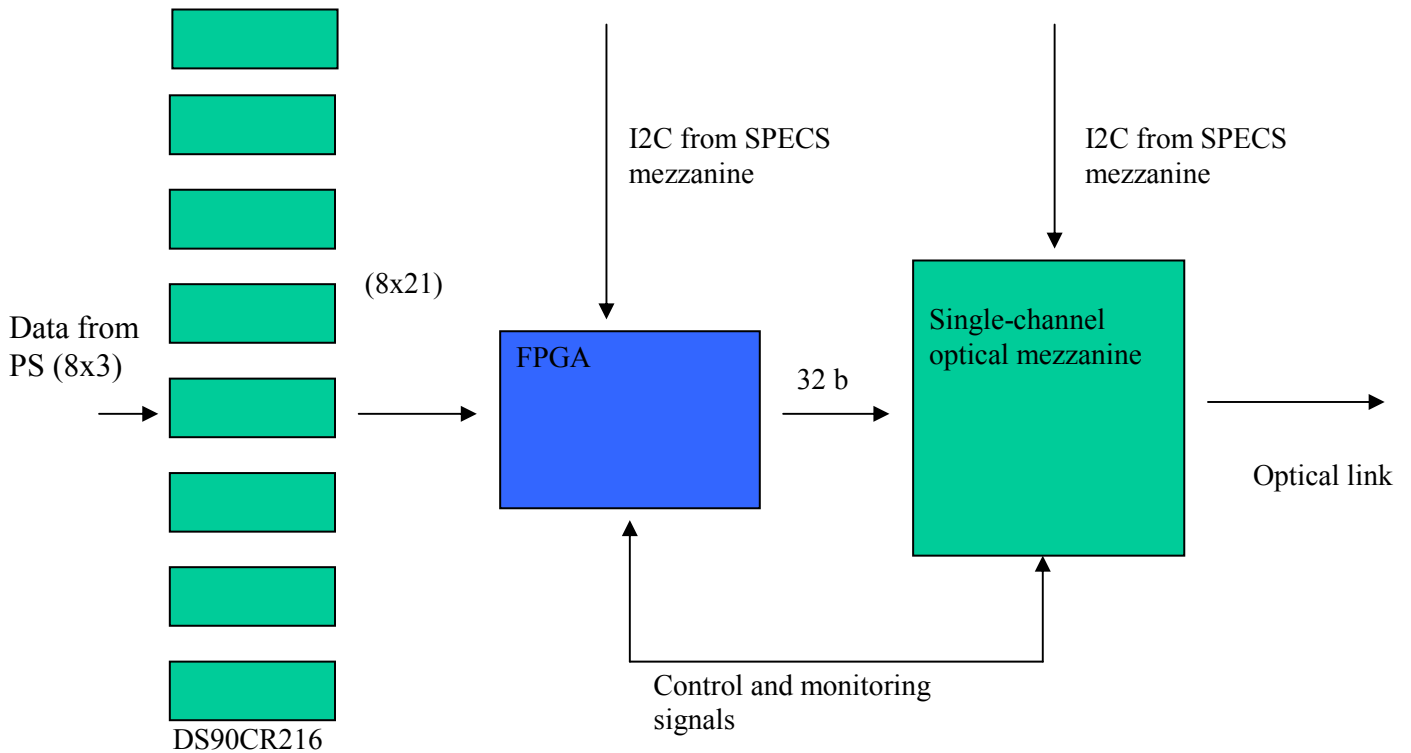 I2C from SPECS
mezzanine
I2C from SPECS
mezzanine
(8x21)
Data from
PS (8x3)
FPGA
32 b
Single-channel
optical mezzanine
Optical link
Control and monitoring
signals
DS90CR216